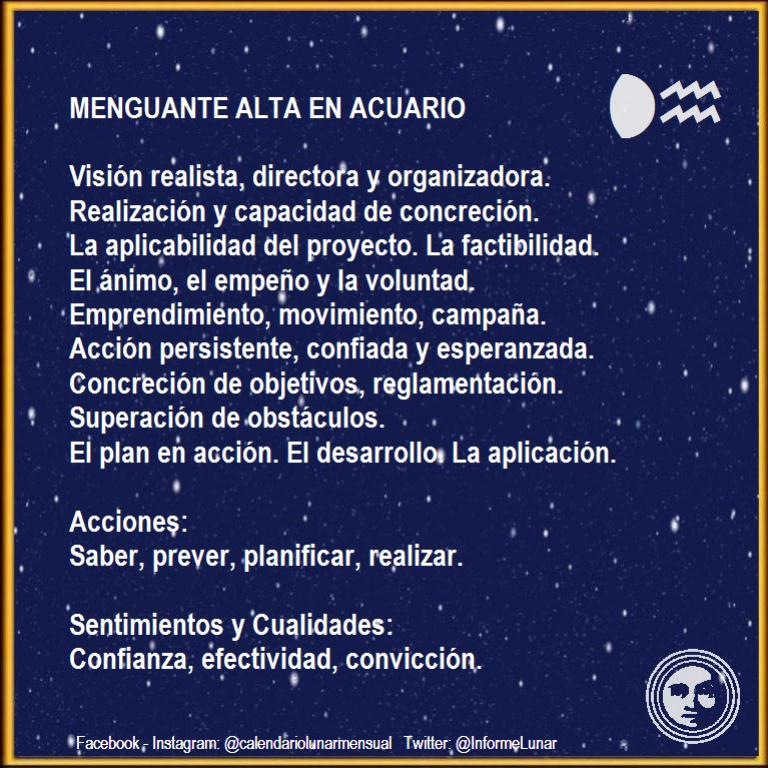 MENGUANTE ALTA EN ACUARIO
Visión realista, directora y organizadora.
Realización y capacidad de concreción.
La aplicabilidad del proyecto. La factibilidad.
El ánimo, el empeño y la voluntad.
Emprendimiento, movimiento, campaña.
Acción persistente, confiada y esperanzada.
Concreción de objetivos, reglamentación.
Superación de obstáculos.
El plan en acción. El desarrollo. La aplicación.
Acciones:
Saber, prever, planificar, realizar.
Sentimientos y Cualidades:
Confianza, efectividad, convicción.
Facebook - Instagram: @calendariolunarmensual Twitter: @InformeLunar